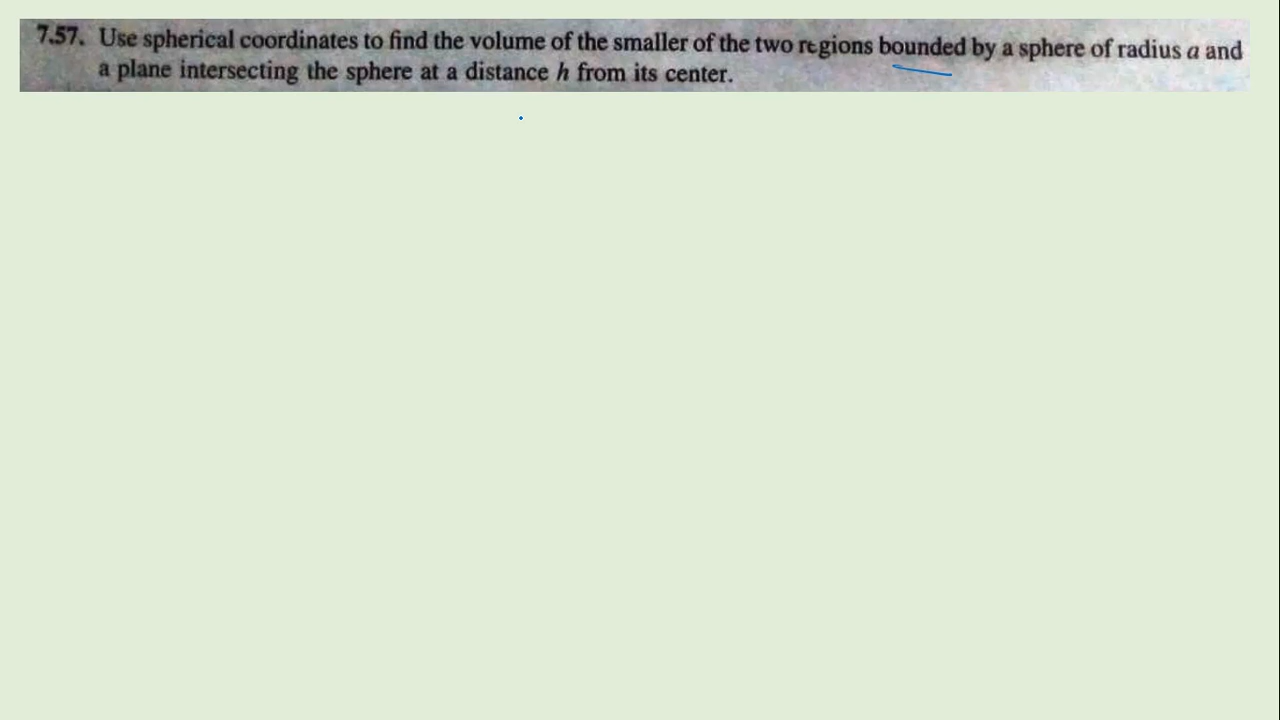 7.57. Use spherical coordinates to find the volume of the smaller of the two regions bounded by a sphere of radius a and
a plane intersecting the sphere at a distance h from its center.